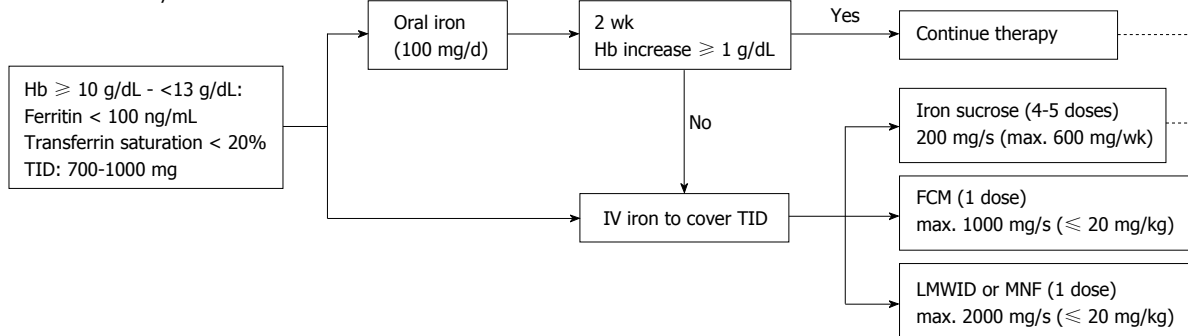 Oral iron
(100 mg/d)
2 wk
Hb increase ≥ 1 g/dL
Yes
Continue therapy
Hb ≥ 10 g/dL - <13 g/dL:
Ferritin < 100 ng/mL
Transferrin saturation < 20%
TID: 700-1000 mg
No
Iron sucrose (4-5 doses)
200 mg/s (max. 600 mg/wk)
IV iron to cover TID
FCM (1 dose)
max. 1000 mg/s (≤ 20 mg/kg)
LMWID or MNF (1 dose)
max. 2000 mg/s (≤ 20 mg/kg)